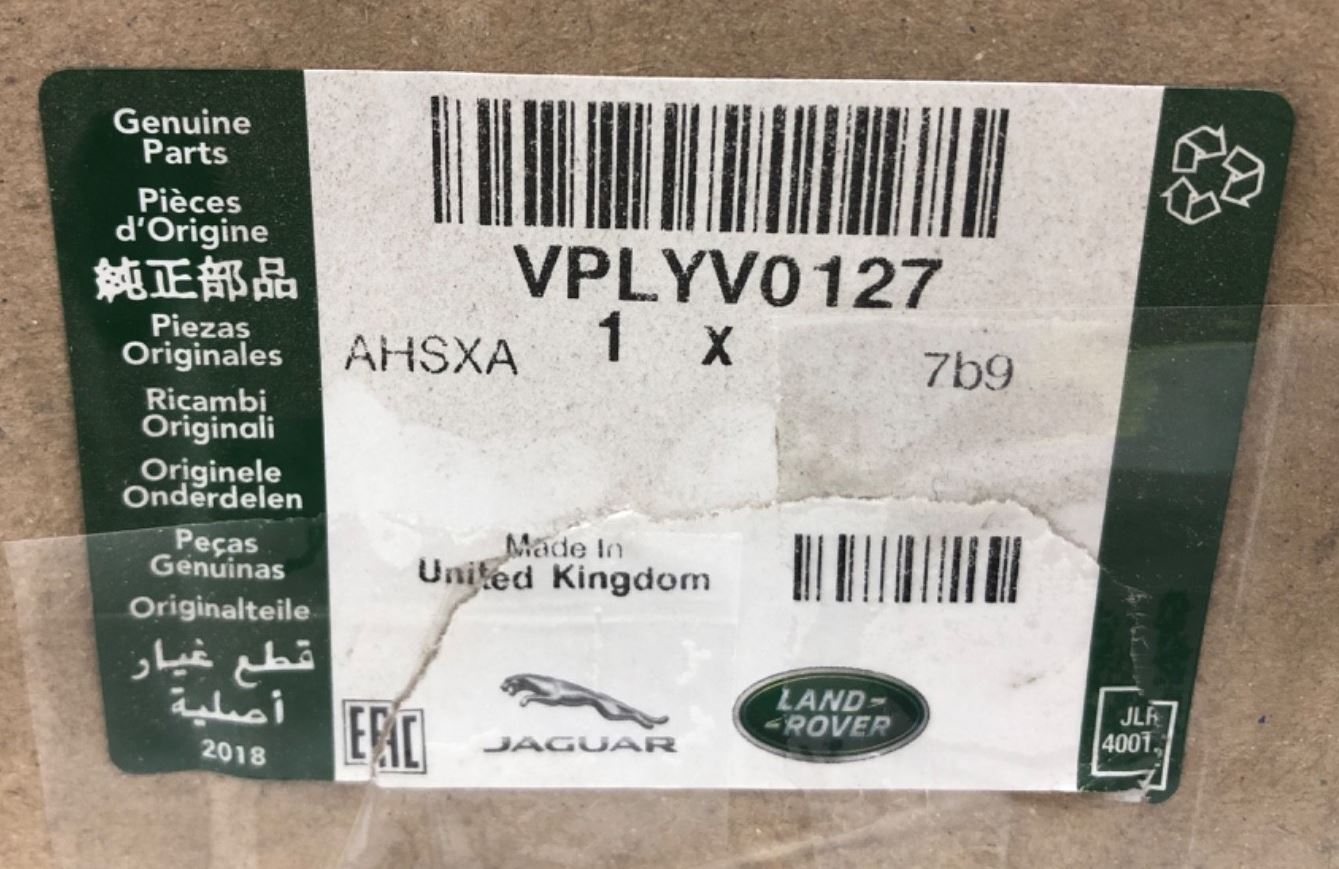 Genuine
Parts
Pièces
d'Origine
純正部品
Piezas
Originales
Ricambi
Originali
Originele
Onderdelen
Peças
Genuinas
Originalteile
قطع غيار
أصلية
2018
VPLYV0127
AHSXA 1 x 7b9
Made In
United Kingdom
EAC
JAGUAR
LAND-
-ROVER
JLR
4001.